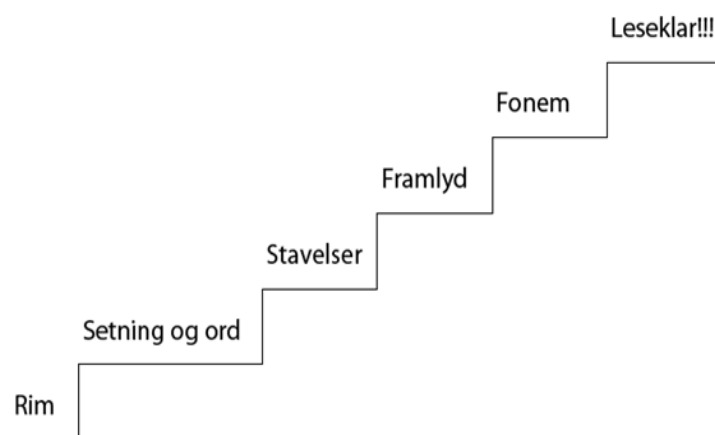 Leseklar!!!
Fonem
Framlyd
Stavelser
Setning og ord
Rim